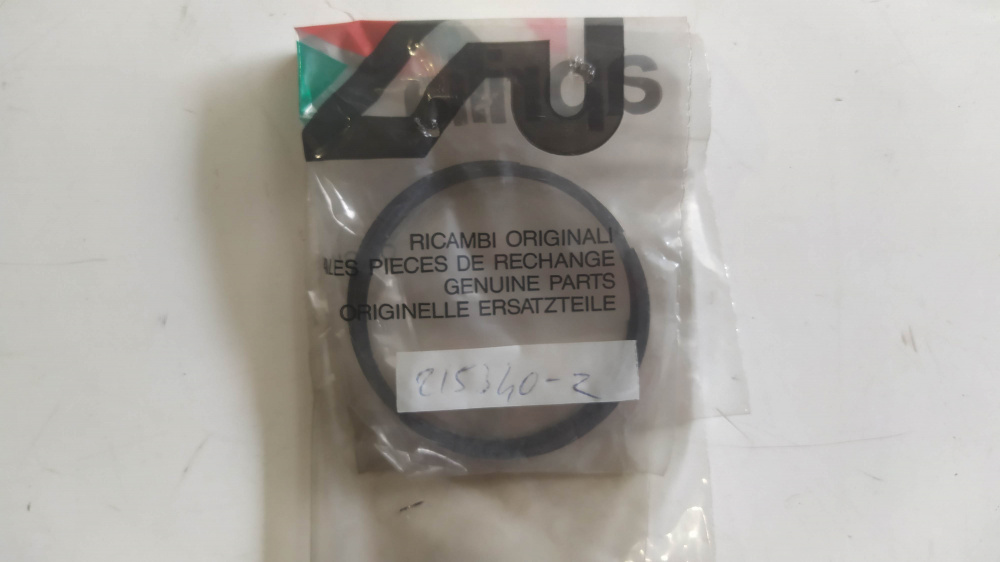 RICAMBI ORIGINALI
LES PIECES DE RECHANGE
GENUINE PARTS
ORIGINELLE ERSATZTEILE
215340-2